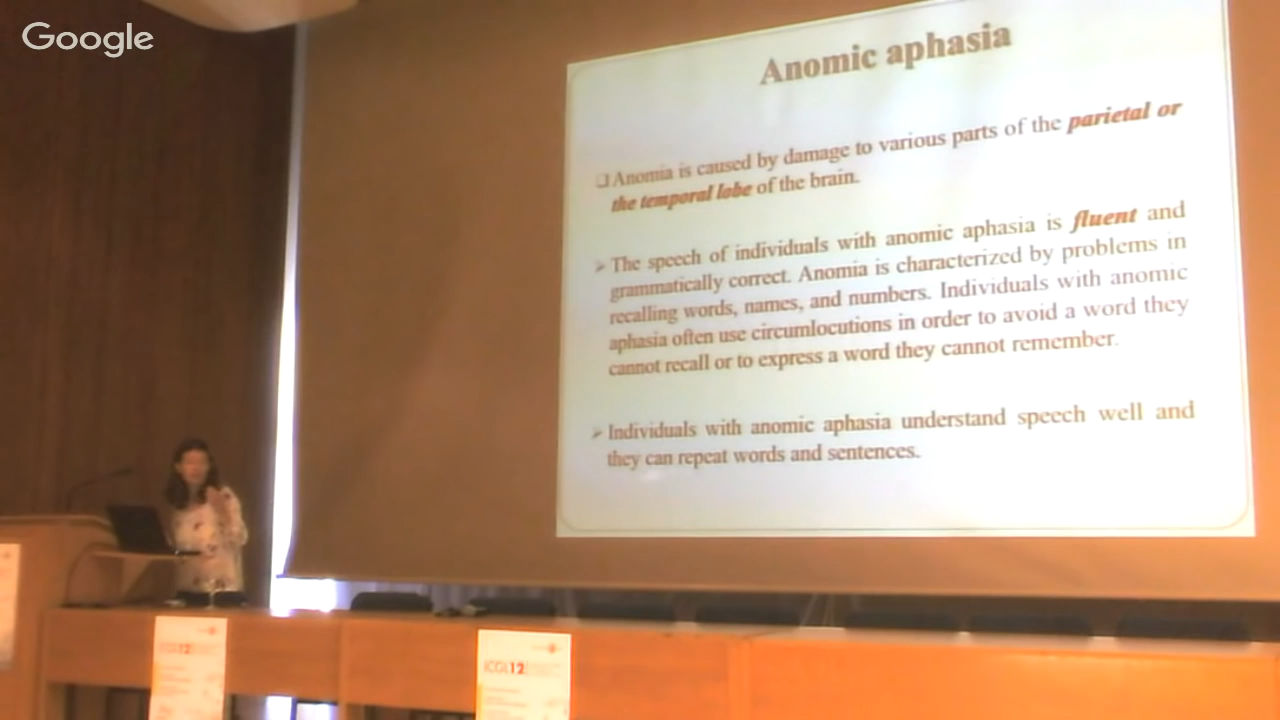 Google
Anomic aphasia
❑ Anomia is caused by damage to various parts of the parietal or
the temporal lobe of the brain.
➢ The speech of individuals with anomic aphasia is fluent and
grammatically correct. Anomia is characterized by problems in
recalling words, names, and numbers. Individuals with anomic
aphasia often use circumlocutions in order to avoid a word they
cannot recall or to express a word they cannot remember.
➢ Individuals with anomic aphasia understand speech well and
they can repeat words and sentences.
ICGL12
ICGL12